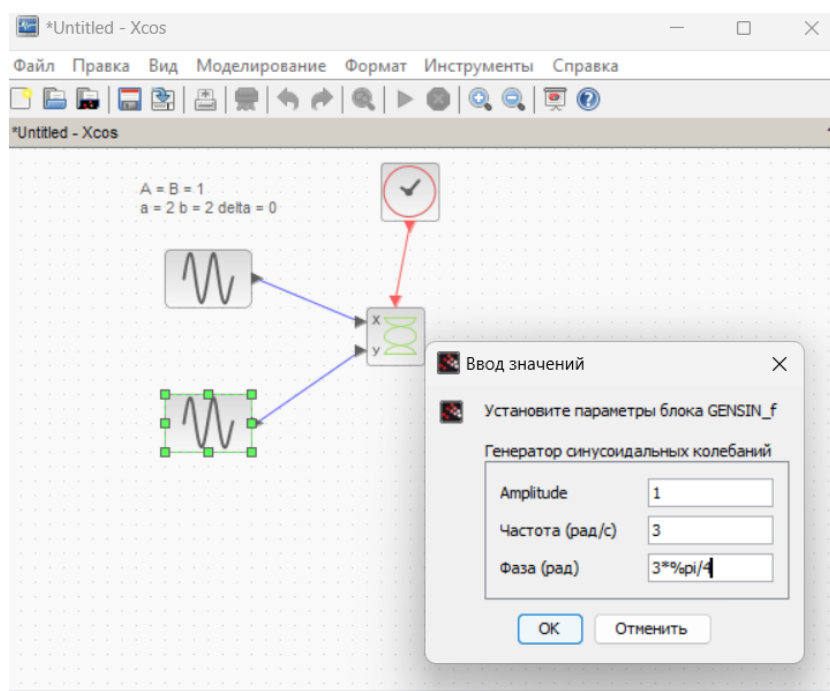 *Untitled - Xcos
Файл Правка Вид Моделирование Формат Инструменты Справка
*Untitled - Xcos
A = B = 1
a = 2 b = 2 delta = 0
x
y
Ввод значений
Установите параметры блока GENSIN_f
Генератор синусоидальных колебаний
Amplitude 1
Частота (рад/с) 3
Фаза (рад) 3*%pi/4
OK Отменить